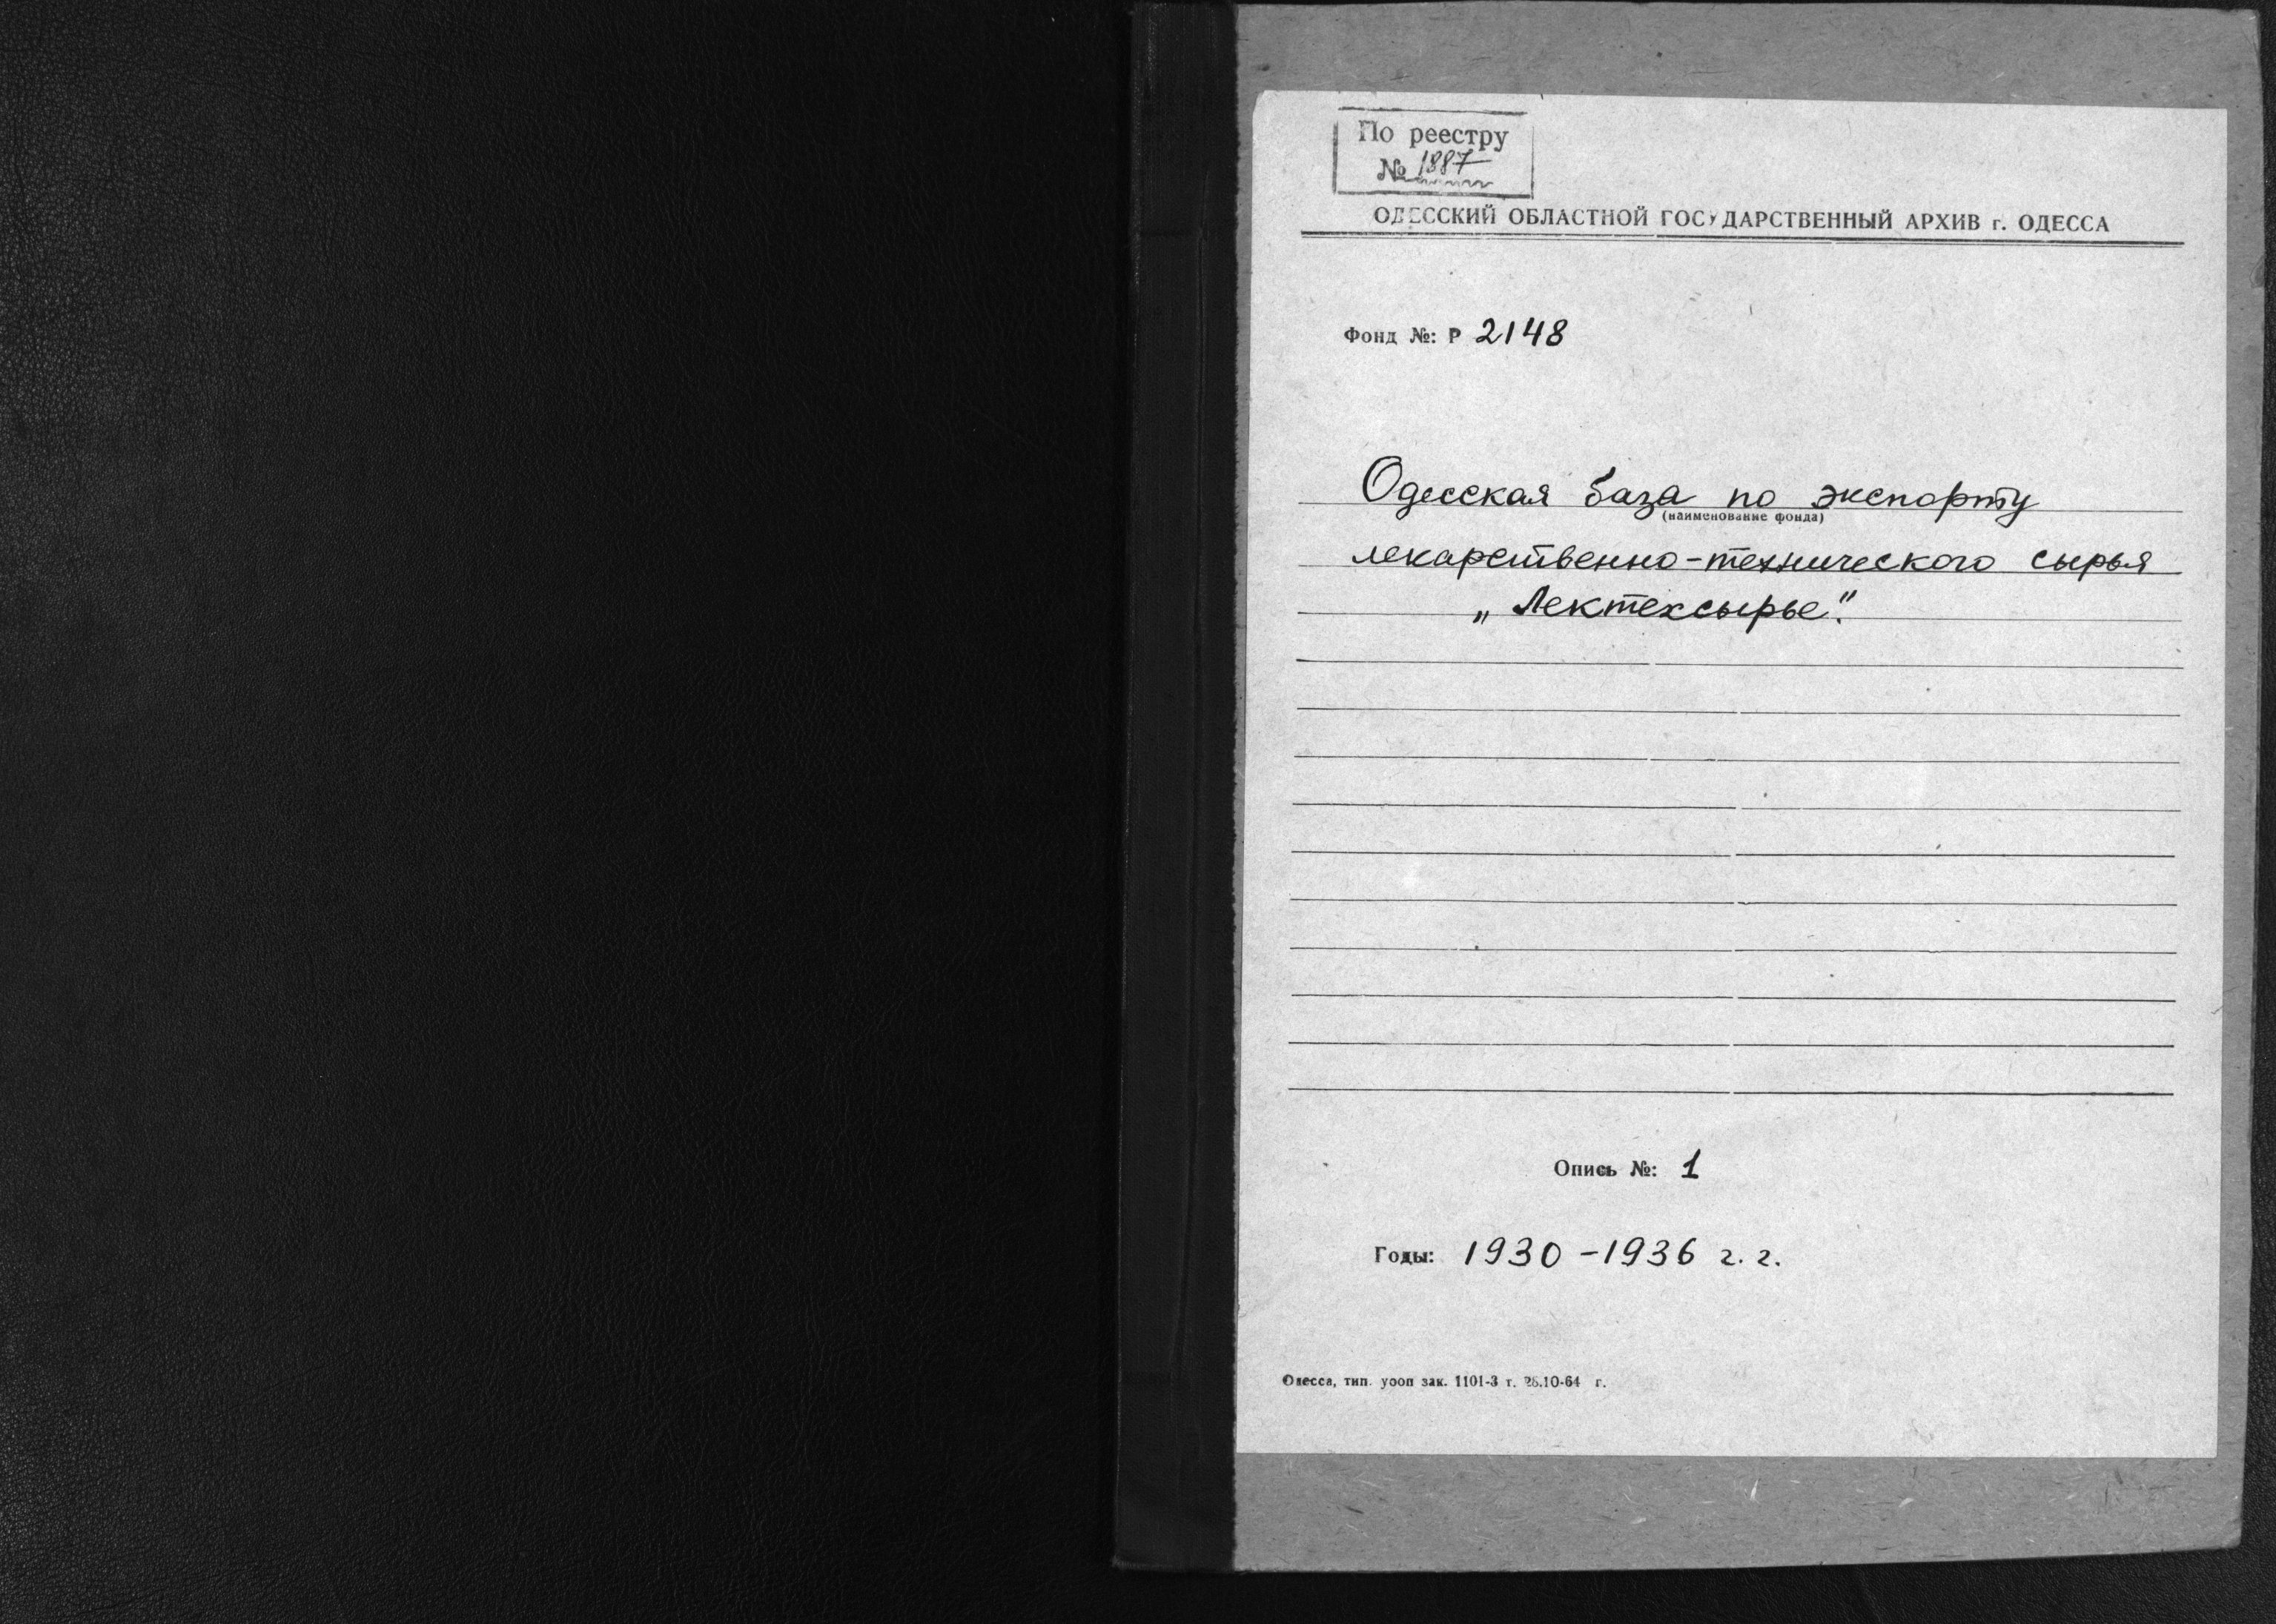 По реестру
№ 1887
ОДЕССКИЙ ОБЛАСТНОЙ ГОСУДАРСТВЕННЫЙ АРХИВ г. ОДЕССА
Фонд №: Р 2148
Одесская база по экспорту
(наименование фонда)
лекарственно-технического сырья
„Лектехсырье".
Опись №: 1
Годы: 1930-1936 г.г.
Одесса, тип. уооп зак. 1101-3 т. 26.10-64 г.